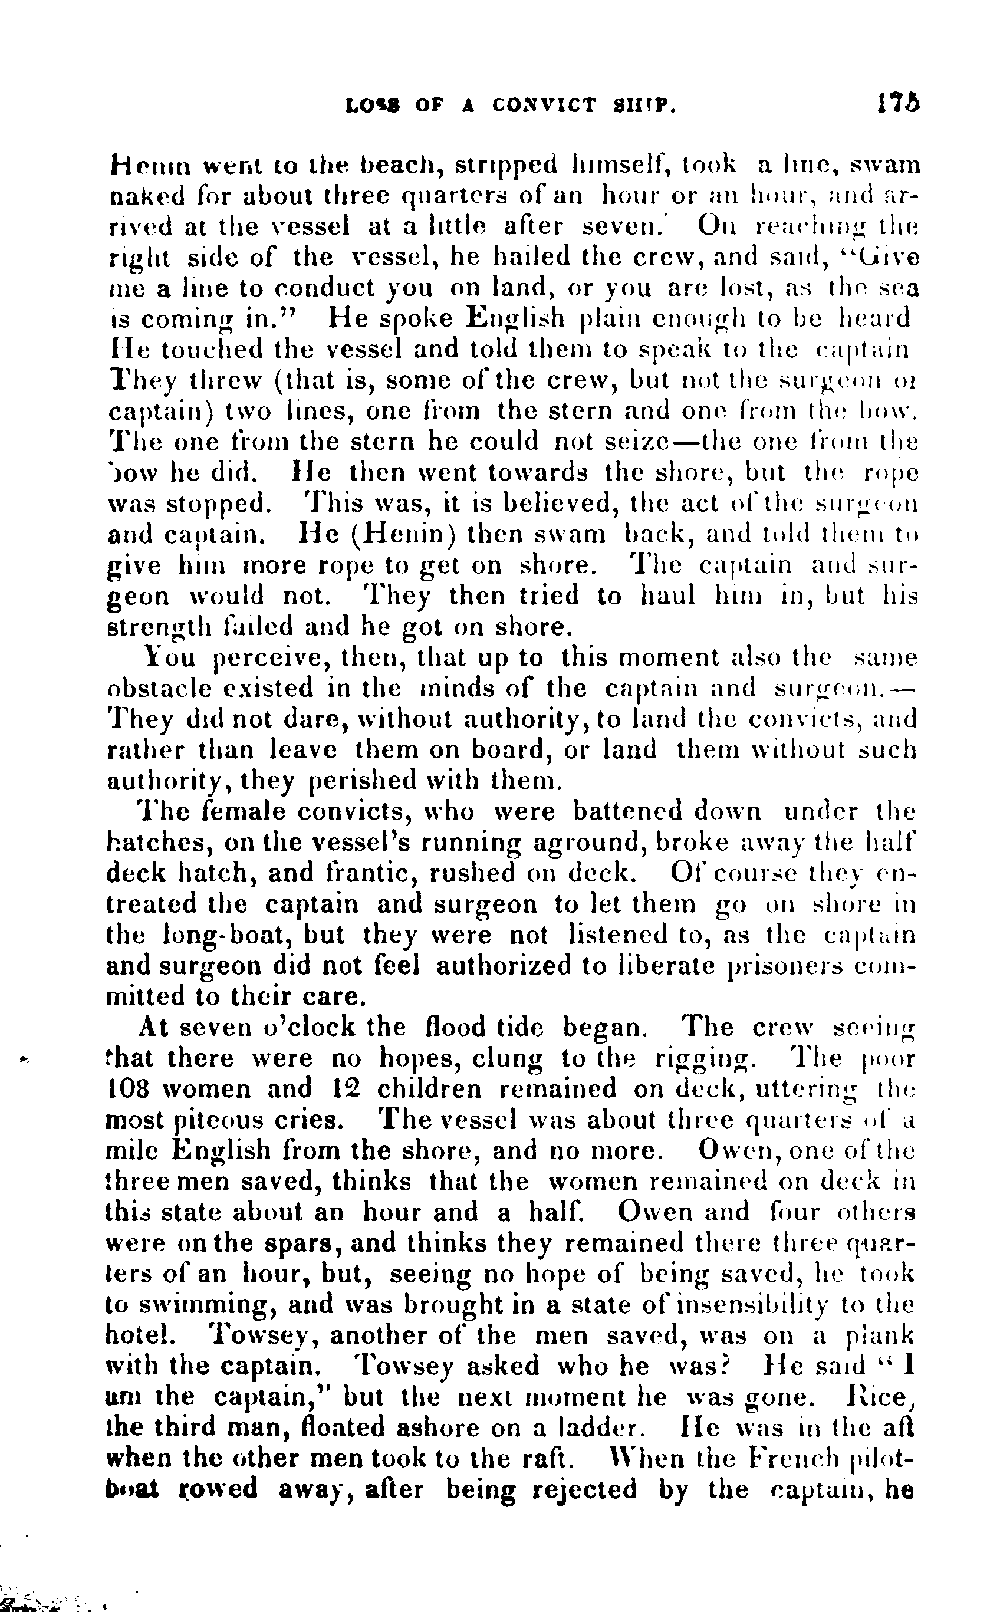 LOSS OF A CONVICT SHIP. 175
Henin went to the beach, stripped himself, took a line, swam
naked for about three quarters of an hour or an hour, and ar-
rived at the vessel at a little after seven. On reaching the
right side of the vessel, he hailed the crew, and said, “Give
me a line to conduct you on land, or you are lost, as the sea
is coming in.” He spoke English plain enough to be heard
He touched the vessel and told them to speak to the captain
They threw (that is, some of the crew, but not the surgeon or
captain) two lines, one from the stern and one from the bow.
The one from the stern he could not seize—the one from the
bow he did. He then went towards the shore, but the rope
was stopped. This was, it is believed, the act of the surgeon
and captain. He (Henin) then swam back, and told them to
give him more rope to get on shore. The captain and sur-
geon would not. They then tried to haul him in, but his
strength failed and he got on shore.
You perceive, then, that up to this moment also the same
obstacle existed in the minds of the captain and surgeon.—
They did not dare, without authority, to land the convicts, and
rather than leave them on board, or land them without such
authority, they perished with them.
The female convicts, who were battened down under the
hatches, on the vessel's running aground, broke away the half
deck hatch, and frantic, rushed on deck. Of course they en-
treated the captain and surgeon to let them go on shore in
the long-boat, but they were not listened to, as the captain
and surgeon did not feel authorized to liberate prisoners com-
mitted to their care.
At seven o'clock the flood tide began. The crew seeing
that there were no hopes, clung to the rigging. The poor
108 women and 12 children remained on deck, uttering the
most piteous cries. The vessel was about three quarters of a
mile English from the shore, and no more. Owen, one of the
three men saved, thinks that the women remained on deck in
this state about an hour and a half. Owen and four others
were on the spars, and thinks they remained there three quar-
ters of an hour, but, seeing no hope of being saved, he took
to swimming, and was brought in a state of insensibility to the
hotel. Towsey, another of the men saved, was on a plank
with the captain. Towsey asked who he was? He said “ I
am the captain,” but the next moment he was gone. Rice,
the third man, floated ashore on a ladder. He was in the aft
when the other men took to the raft. When the French pilot-
boat rowed away, after being rejected by the captain, he